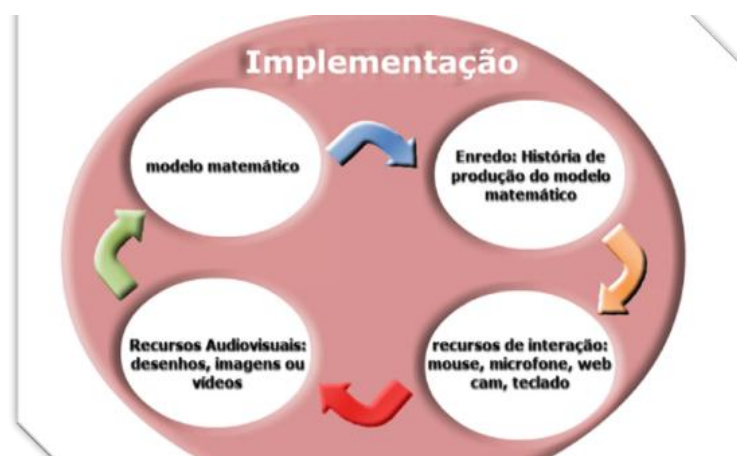 Implementação
modelo matemático
Enredo: História de
produção do modelo
matemático
Recursos Audiovisuais:
desenhos, imagens ou
vídeos
recursos de interação:
mouse, microfone, web
cam, teclado